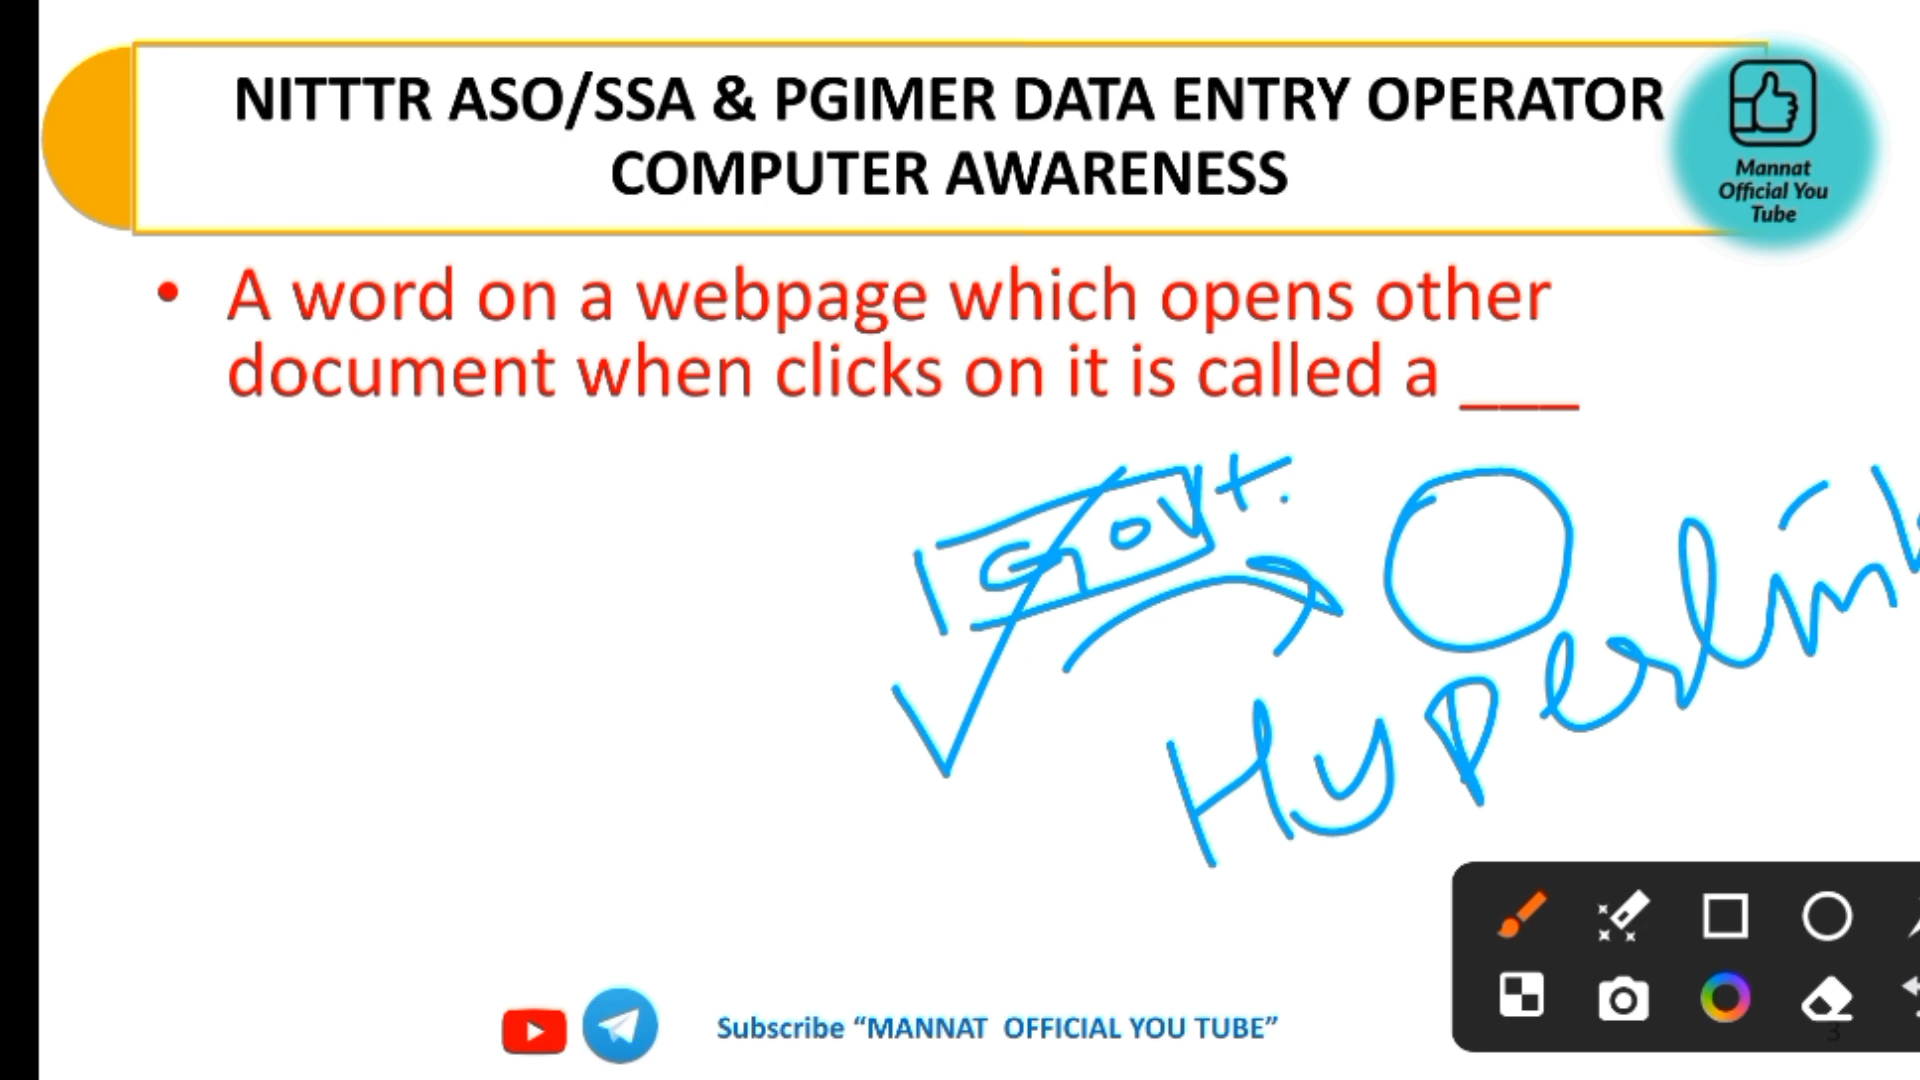 NITTTR ASO/SSA & PGIMER DATA ENTRY OPERATOR
COMPUTER AWARENESS
Mannat
Official You
Tube
• A word on a webpage which opens other
document when clicks on it is called a ___
Govt.
Hyperlink
Subscribe “MANNAT OFFICIAL YOU TUBE”
3